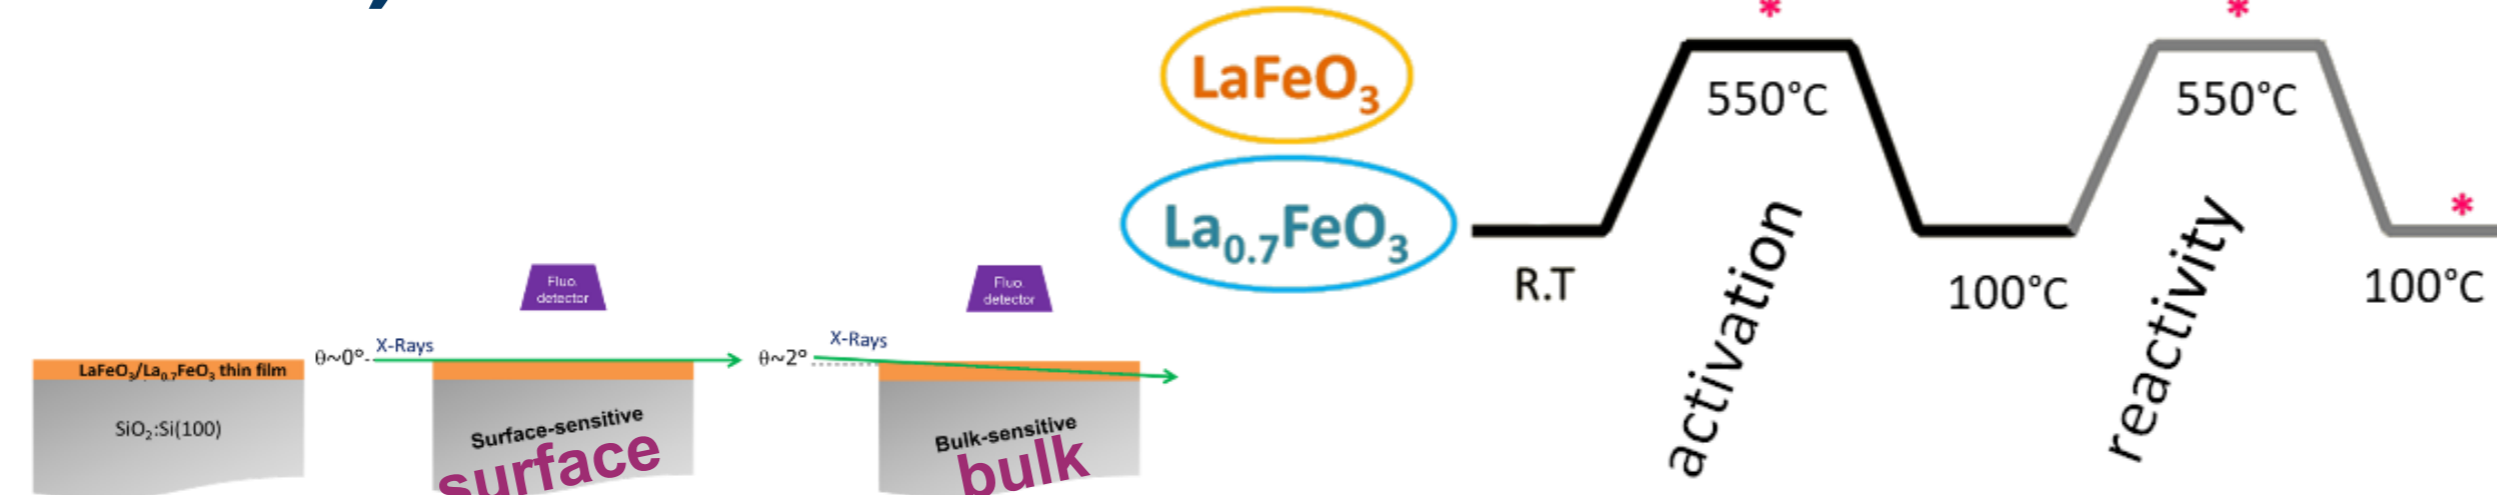 LaFeO₃
La₀.₇FeO₃
*
*
*
550°C
550°C
R.T
100°C
100°C
activation
reactivity
Fluo.
detector
Fluo.
detector
θ~0°
X-Rays
θ~2°
X-Rays
LaFeO₃/La₀.₇FeO₃ thin film
SiO₂:Si(100)
Surface-sensitive
surface
Bulk-sensitive
bulk